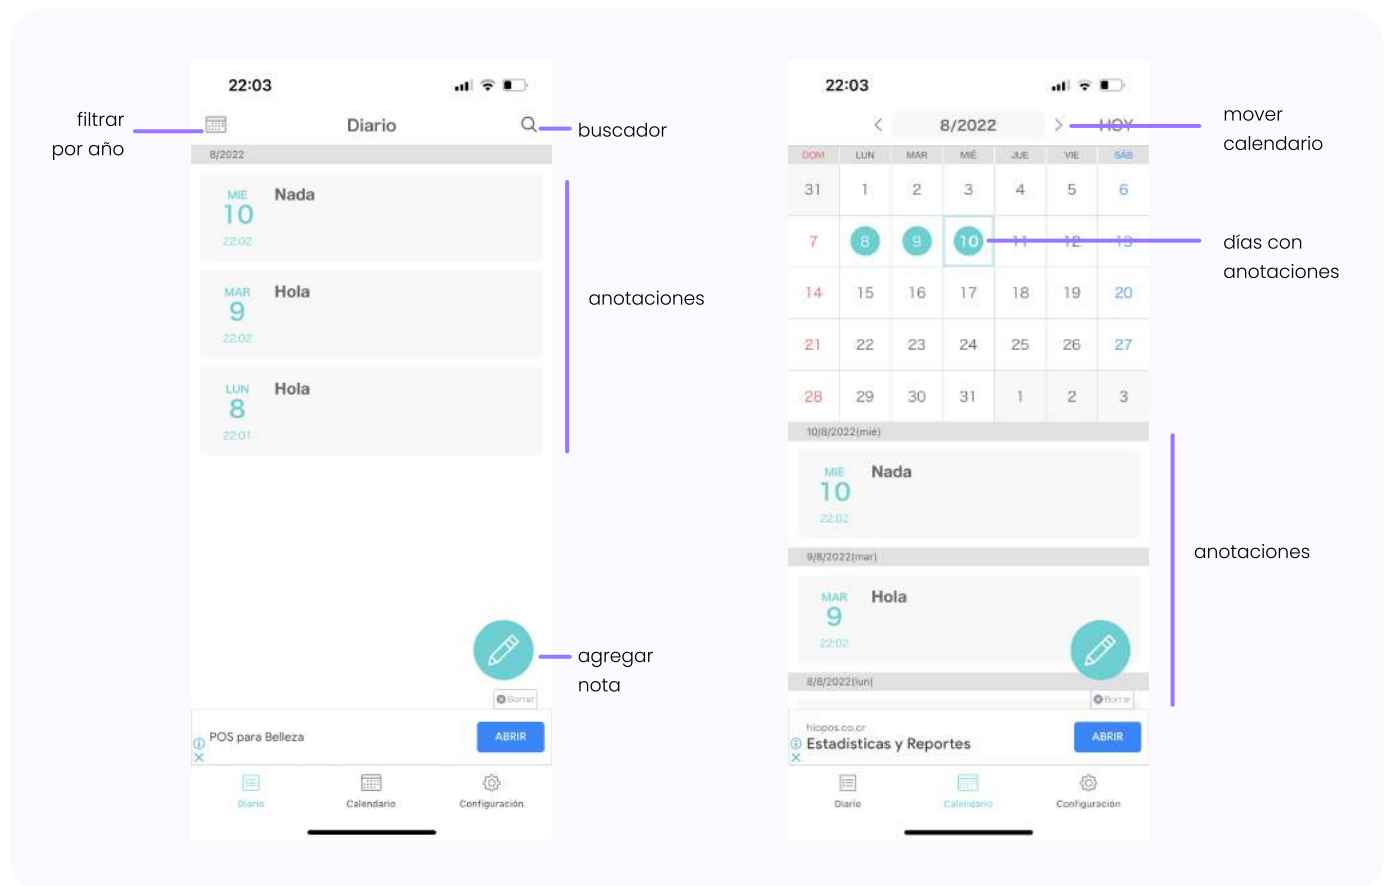 filtrar
por año
22:03
Diario
buscador
8/2022
MIE
10
22:02
Nada
MAR
9
22:02
Hola
LUN
8
22:01
Hola
anotaciones
agregar
nota
Borrar
POS para Belleza
ABRIR
Diario
Calendario
Configuración
22:03
8/2022
HOY
mover
calendario
DOM LUN MAR MIÉ JUE VIE SÁB
31 1 2 3 4 5 6
7 8 9 10 11 12 13
14 15 16 17 18 19 20
21 22 23 24 25 26 27
28 29 30 31 1 2 3
días con
anotaciones
10/8/2022(mié)
MIE
10
22:02
Nada
9/8/2022(mar)
MAR
9
22:02
Hola
8/8/2022(lun)
anotaciones
Borrar
hiopos.co.cr
Estadísticas y Reportes
ABRIR
Diario
Calendario
Configuración